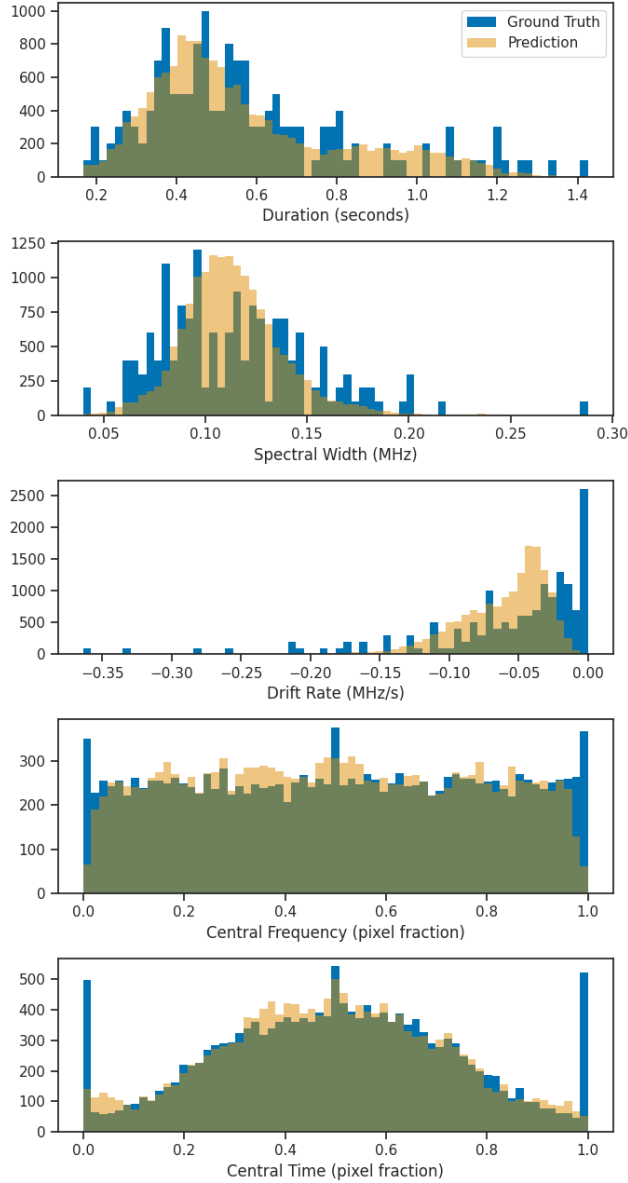 1000
800
600
400
200
0
Ground Truth
Prediction
0.2 0.4 0.6 0.8 1.0 1.2 1.4
Duration (seconds)
1250
1000
750
500
250
0
0.05 0.10 0.15 0.20 0.25 0.30
Spectral Width (MHz)
2500
2000
1500
1000
500
0
−0.35 −0.30 −0.25 −0.20 −0.15 −0.10 −0.05 0.00
Drift Rate (MHz/s)
300
200
100
0
0.0 0.2 0.4 0.6 0.8 1.0
Central Frequency (pixel fraction)
500
400
300
200
100
0
0.0 0.2 0.4 0.6 0.8 1.0
Central Time (pixel fraction)